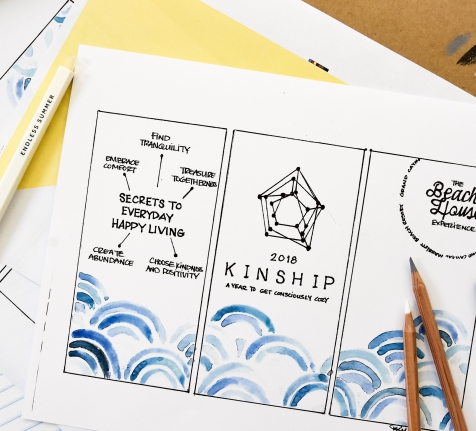 ENDLESS SUMMER
FIND
TRANQUILITY
EMBRACE
COMFORT
TREASURE
TOGETHERNESS
SECRETS TO
EVERYDAY
HAPPY LIVING
CREATE
ABUNDANCE
CHOOSE KINDNESS
AND POSITIVITY
2018
KINSHIP
A YEAR TO GET CONSCIOUSLY COZY
THE
Beach
House
EXPERIENCE